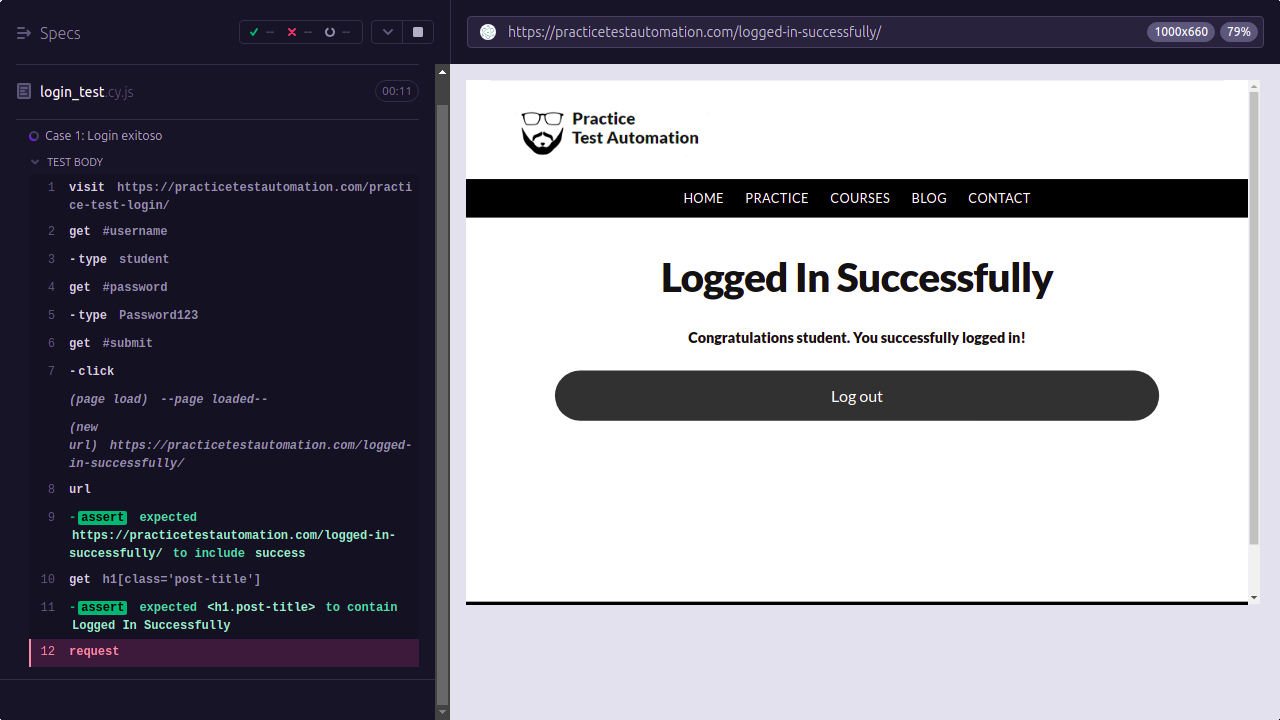 Specs
-- -- --
login_test.cy.js
00:11
Case 1: Login exitoso
TEST BODY
1 visit https://practicetestautomation.com/practi
ce-test-login/
2 get #username
3 -type student
4 get #password
5 -type Password123
6 get #submit
7 -click
(page load) --page loaded--
(new
url) https://practicetestautomation.com/logged-
in-successfully/
8 url
9 -assert expected
https://practicetestautomation.com/logged-in-
successfully/ to include success
10 get h1[class='post-title']
11 -assert expected <h1.post-title> to contain
Logged In Successfully
12 request
https://practicetestautomation.com/logged-in-successfully/
1000x660 79%
Practice
Test Automation
HOME PRACTICE COURSES BLOG CONTACT
Logged In Successfully
Congratulations student. You successfully logged in!
Log out